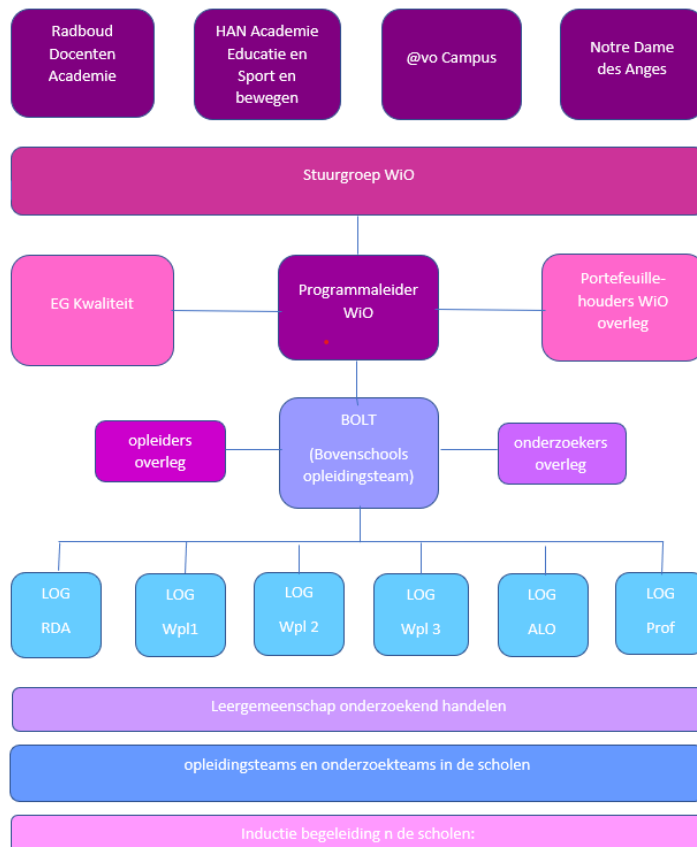 Radboud
Docenten
Academie
HAN Academie
Educatie en
Sport en
bewegen
@vo Campus
Notre Dame
des Anges
Stuurgroep WiO
EG Kwaliteit
Programmaleider
WiO
Portefeuille-
houders WiO
overleg
opleiders
overleg
BOLT
(Bovenschools
opleidingsteam)
onderzoekers
overleg
LOG
RDA
LOG
Wpl1
LOG
Wpl 2
LOG
Wpl 3
LOG
ALO
LOG
Prof
Leergemeenschap onderzoekend handelen
opleidingsteams en onderzoekteams in de scholen
Inductie begeleiding n de scholen: